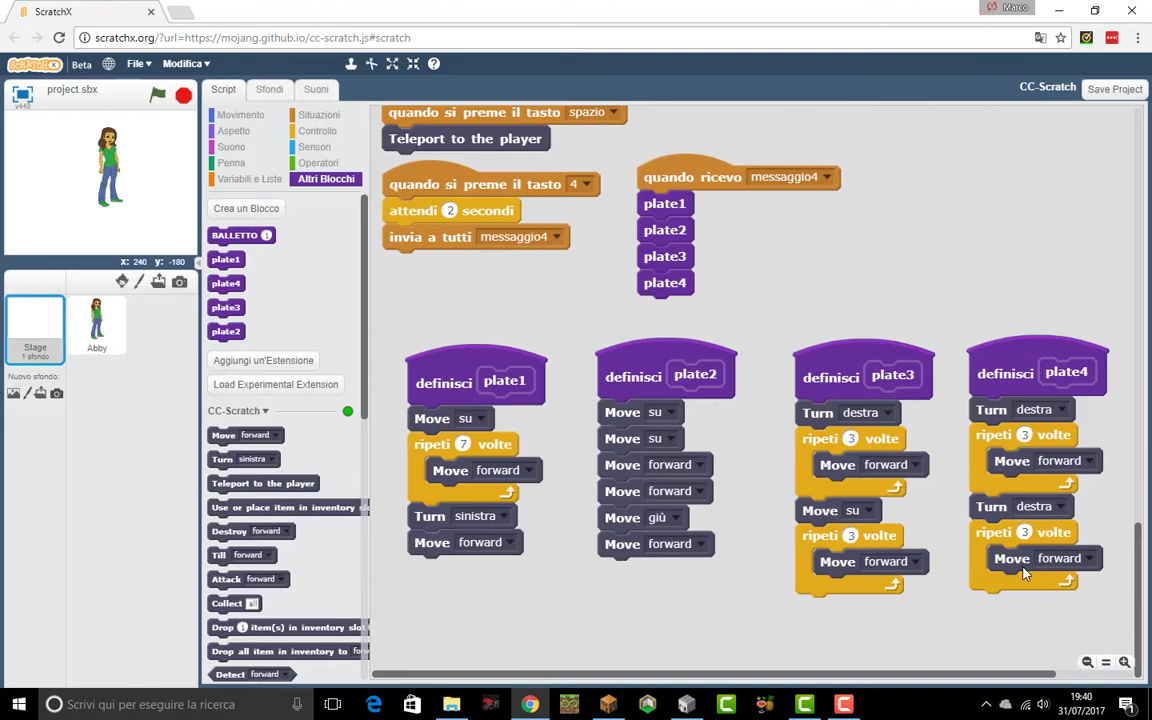 ScratchX
Marco
scratchx.org/?url=https://mojang.github.io/cc-scratch.js#scratch
SCRATCHX Beta File Modifica
project.sbx
v448
Script Sfondi Suoni
CC-Scratch
Save Project
Movimento
Situazioni
Aspetto
Controllo
Suono
Sensori
Penna
Operatori
Variabili e Liste
Altri Blocchi
Crea un Blocco
BALLETTO 1
plate1
plate4
plate3
plate2
Aggiungi un'Estensione
Load Experimental Extension
CC-Scratch
Move forward
Turn sinistra
Teleport to the player
Use or place item in inventory slot
Destroy forward
Till forward
Attack forward
Collect all
Drop 1 item(s) in inventory slot
Drop all item in inventory slot
Detect forward
x: 240 y: -180
Stage
1 sfondo
Abby
Nuovo sfondo:
quando si preme il tasto spazio
Teleport to the player
quando si preme il tasto 4
attendi 2 secondi
invia a tutti messaggio4
quando ricevo messaggio4
plate1
plate2
plate3
plate4
definisci plate1
Move su
ripeti 7 volte
Move forward
Turn sinistra
Move forward
definisci plate2
Move su
Move su
Move forward
Move forward
Move giù
Move forward
definisci plate3
Turn destra
ripeti 3 volte
Move forward
Move su
ripeti 3 volte
Move forward
definisci plate4
Turn destra
ripeti 3 volte
Move forward
Turn destra
ripeti 3 volte
Move forward
Scrivi qui per eseguire la ricerca
19:40
31/07/2017